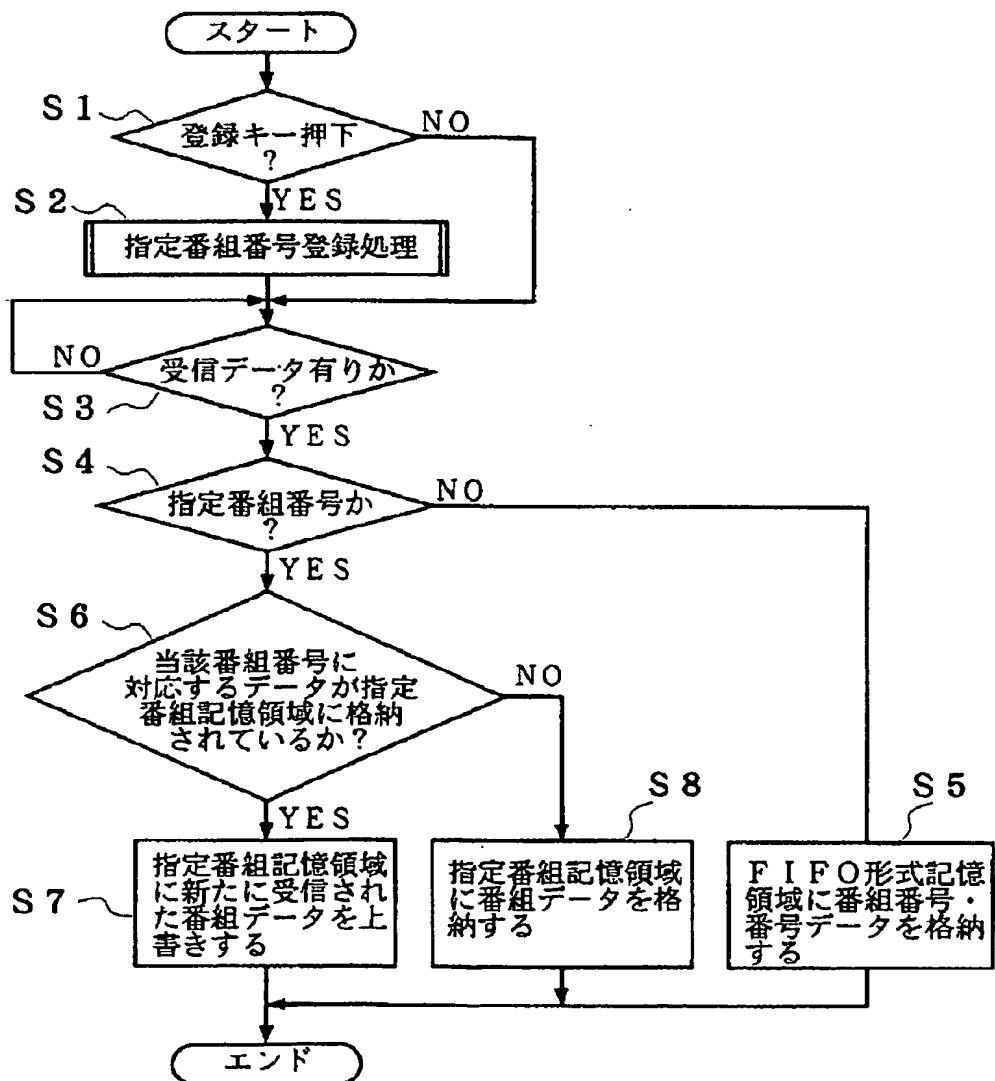 スタート
S1
登録キー押下
?
NO
YES
S2
指定番組番号登録処理
NO
受信データ有りか
?
S3
YES
S4
指定番組番号か
?
NO
YES
S6
当該番組番号に
対応するデータが指定
番組記憶領域に格納
されているか?
NO
YES
S7
指定番組記憶領域
に新たに受信され
た番組データを上
書きする
S8
指定番組記憶領域
に番組データを格
納する
S5
FIFO形式記憶
領域に番組番号・
番号データを格納
する
エンド